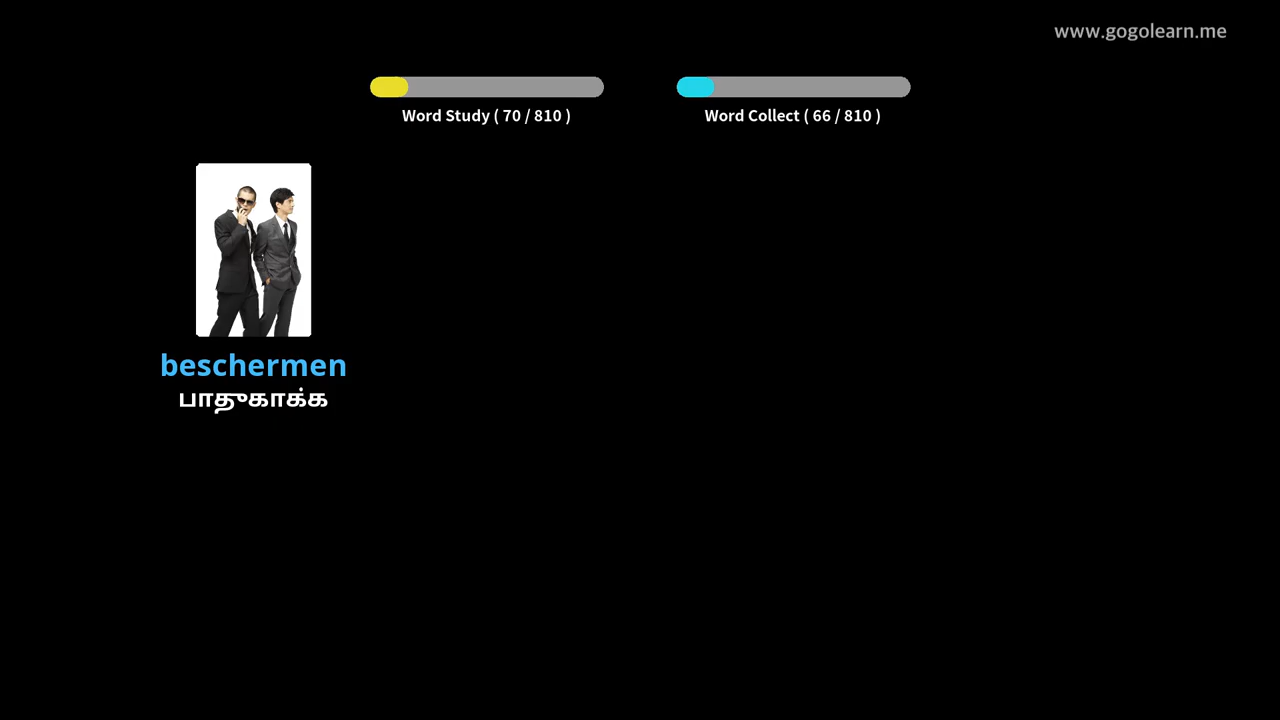 www.gogolearn.me
Word Study ( 70 / 810 )
Word Collect ( 66 / 810 )
beschermen
பாதுகாக்க